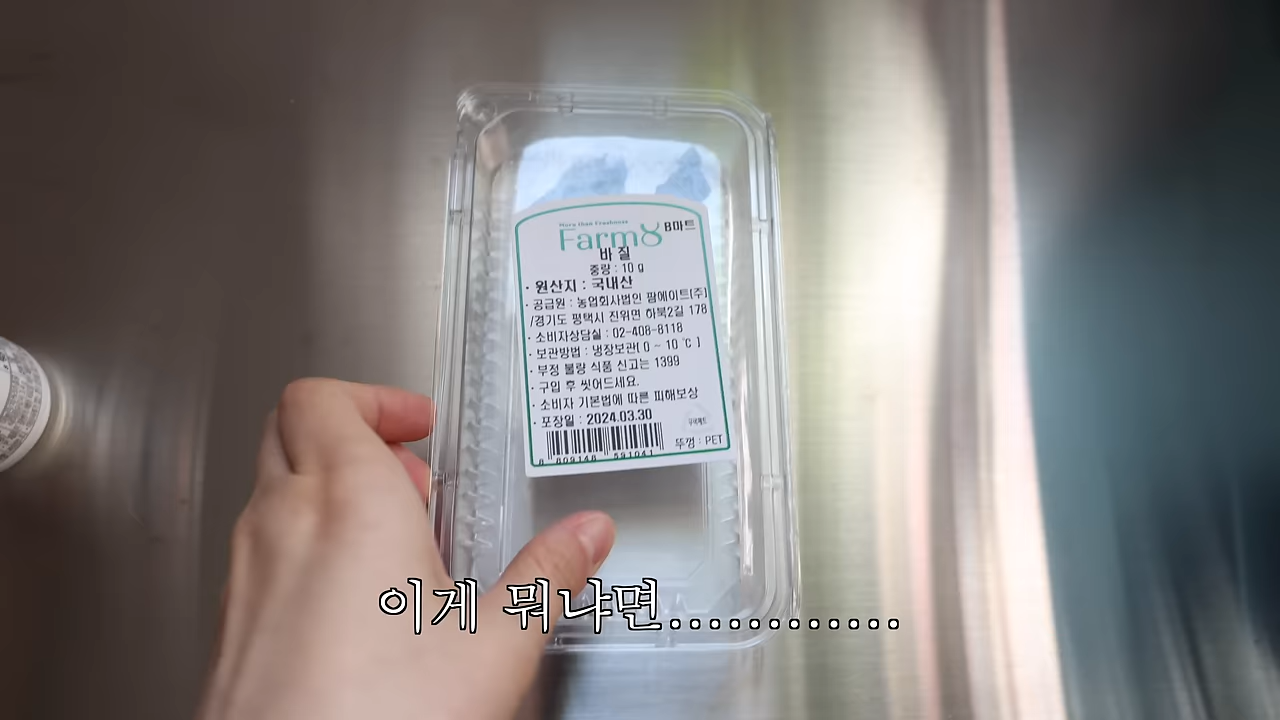 More than Freshness
Farm8 B마트
바 질
중량 : 10 g
· 원산지 : 국내산
· 공급원 : 농업회사법인 팜에이트(주)
/경기도 평택시 진위면 하북2길 178
· 소비자상담실 : 02-408-8118
· 보관방법 : 냉장보관( 0 ~ 10 ℃ )
· 부정 불량 식품 신고는 1399
· 구입 후 씻어드세요.
· 소비자 기본법에 따른 피해보상
· 포장일 : 2024.03.30
뚜껑 : PET
8 809148 591041
이게 뭐냐면............